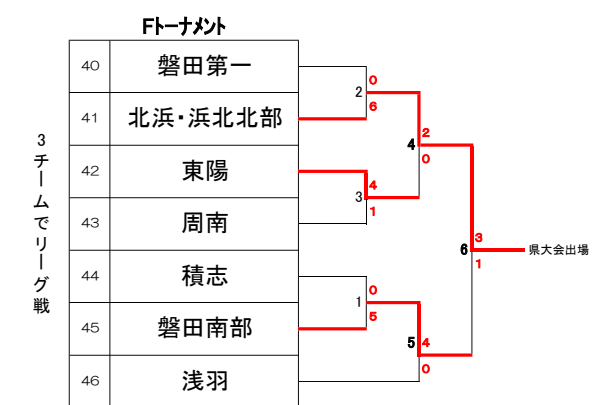 Fトーナメント
3チームでリーグ戦
40 磐田第一
41 北浜・浜北北部
42 東陽
43 周南
44 積志
45 磐田南部
46 浅羽
0
2
6
4
3
1
0
1
5
2
4
0
4
5
0
3
6
1
県大会出場